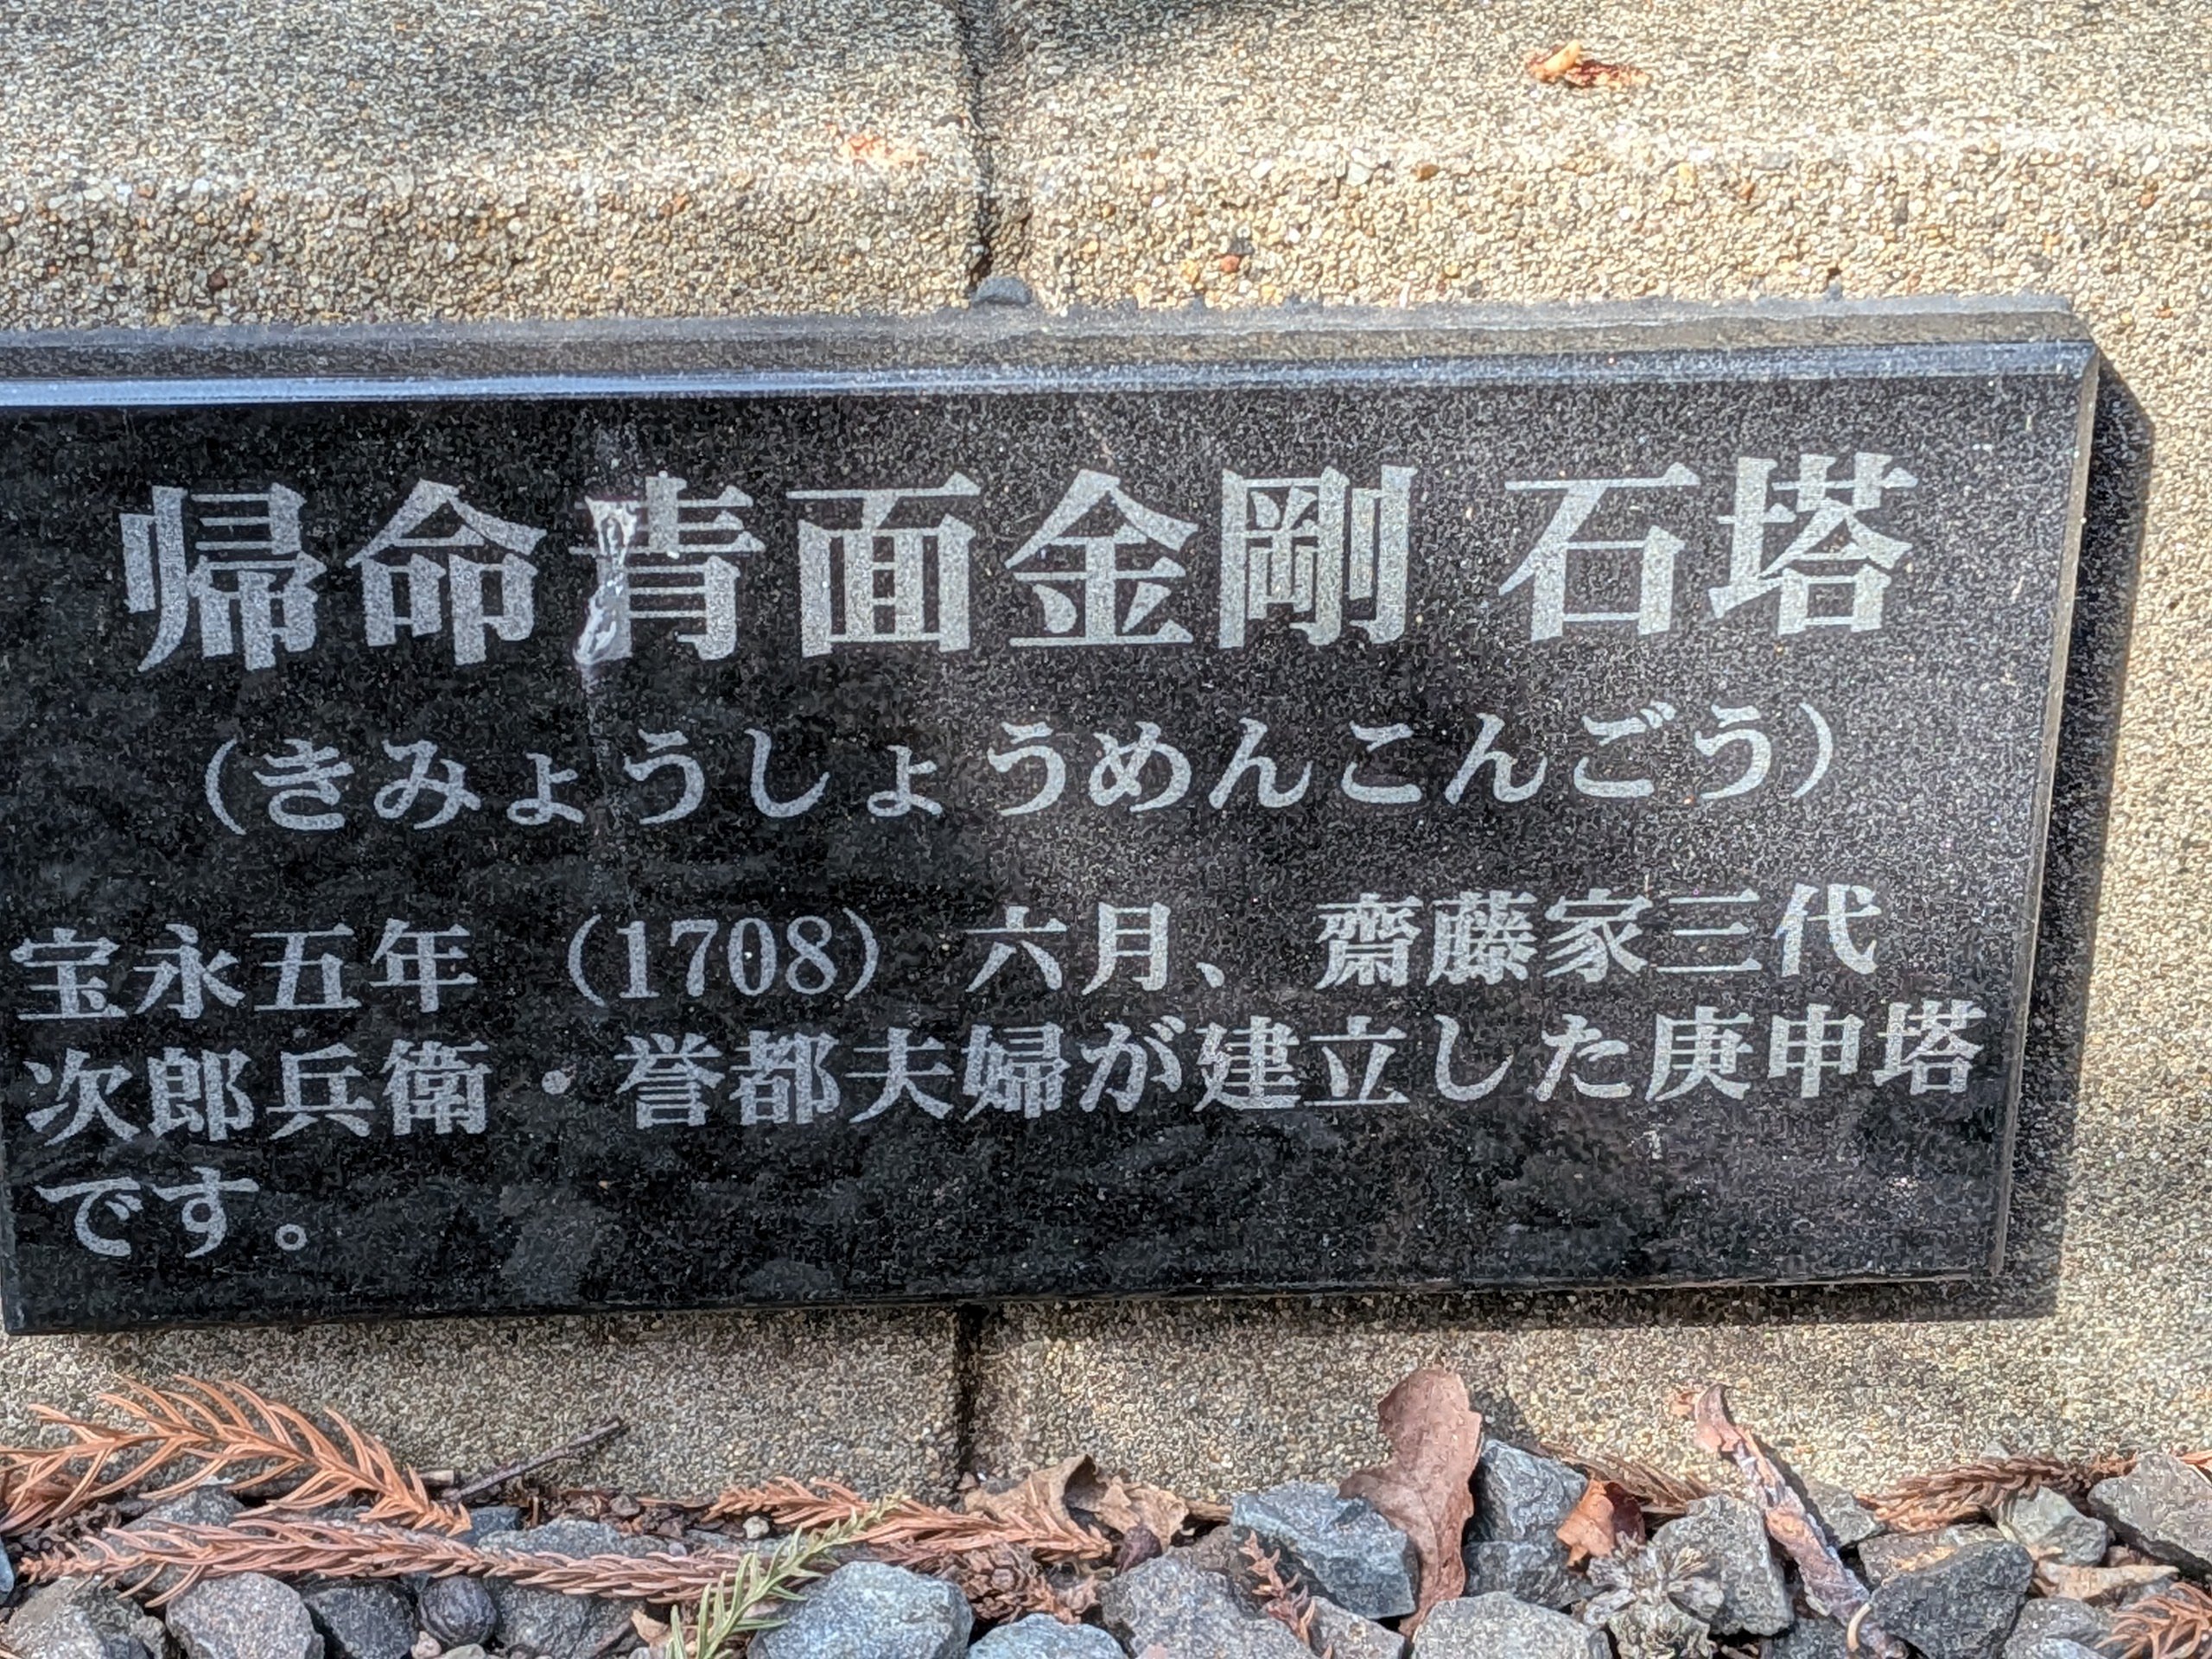 帰命青面金剛 石塔
（きみょうしょうめんこんごう）
宝永五年（1708）六月、齋藤家三代
次郎兵衛・誉都夫婦が建立した庚申塔
です。